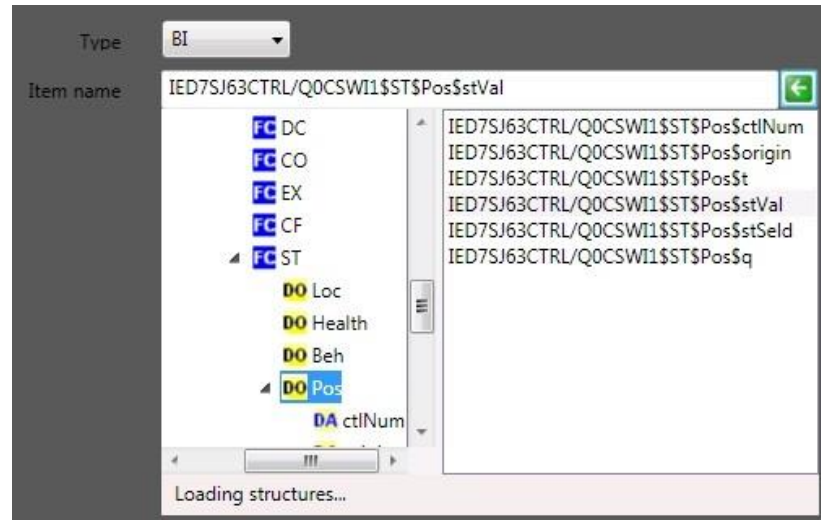 Type
BI
Item name
IED7SJ63CTRL/Q0CSWI1$ST$Pos$stVal
FC DC
FC CO
FC EX
FC CF
FC ST
DO Loc
DO Health
DO Beh
DO Pos
DA ctlNum
IED7SJ63CTRL/Q0CSWI1$ST$Pos$ctlNum
IED7SJ63CTRL/Q0CSWI1$ST$Pos$origin
IED7SJ63CTRL/Q0CSWI1$ST$Pos$t
IED7SJ63CTRL/Q0CSWI1$ST$Pos$stVal
IED7SJ63CTRL/Q0CSWI1$ST$Pos$stSeld
IED7SJ63CTRL/Q0CSWI1$ST$Pos$q
Loading structures...